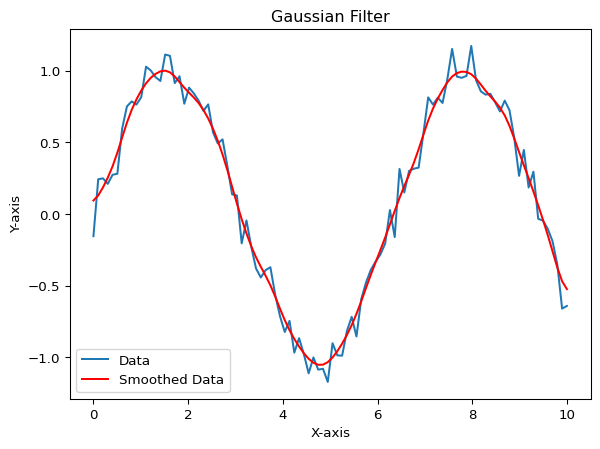 Gaussian Filter
Y-axis
1.0
0.5
0.0
−0.5
−1.0
Data
Smoothed Data
0 2 4 6 8 10
X-axis